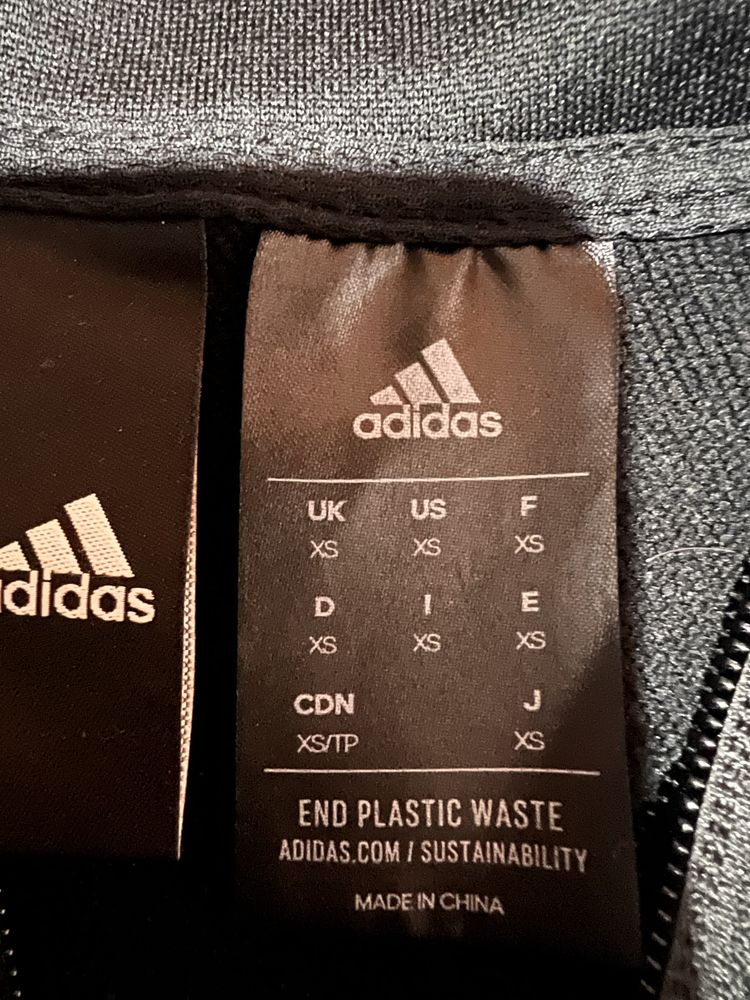 adidas
adidas
UK US F
XS XS XS
D I E
XS XS XS
CDN J
XS/TP XS
END PLASTIC WASTE
ADIDAS.COM / SUSTAINABILITY
MADE IN CHINA